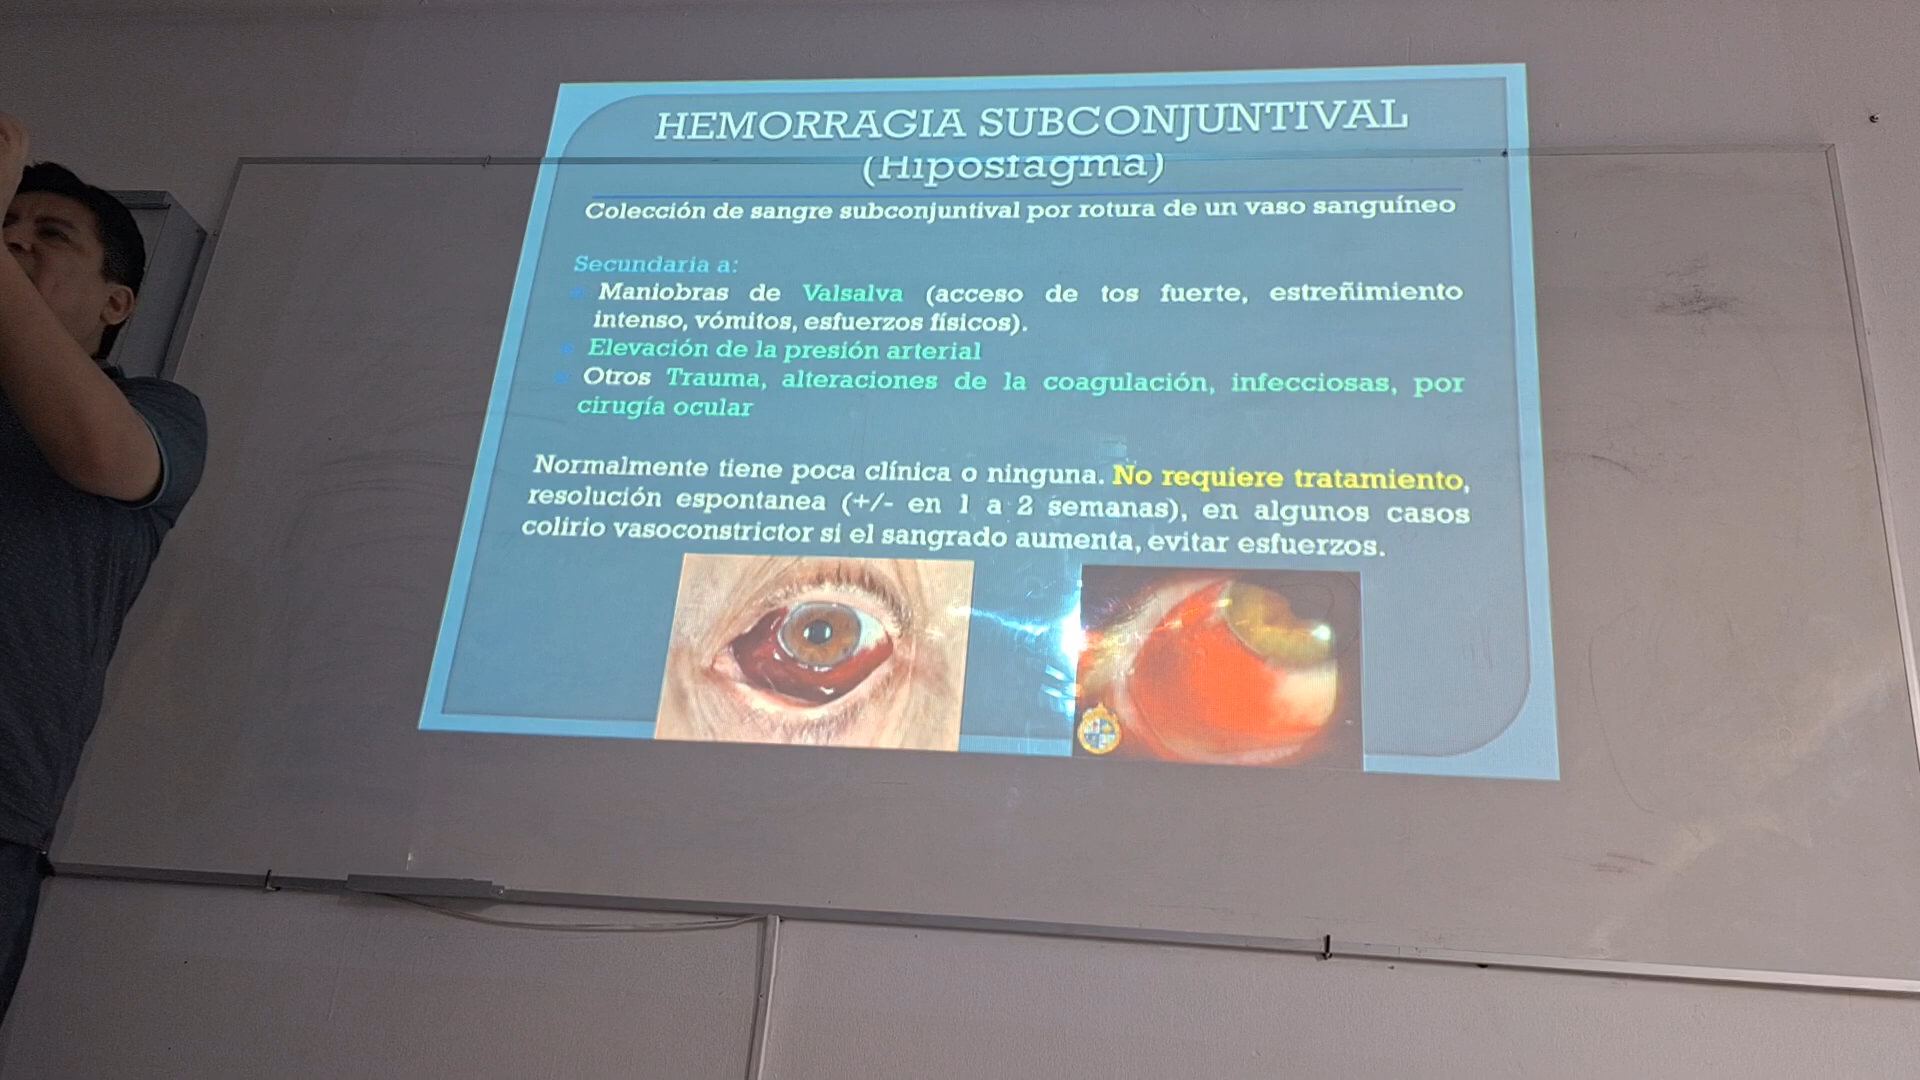 HEMORRAGIA SUBCONJUNTIVAL
(Hipostagma)
Colección de sangre subconjuntival por rotura de un vaso sanguíneo
Secundaria a:
Maniobras de Valsalva (acceso de tos fuerte, estreñimiento
intenso, vómitos, esfuerzos físicos).
Elevación de la presión arterial
Otros Trauma, alteraciones de la coagulación, infecciosas, por
cirugía ocular
Normalmente tiene poca clínica o ninguna. No requiere tratamiento,
resolución espontanea (+/- en 1 a 2 semanas), en algunos casos
colirio vasoconstrictor si el sangrado aumenta, evitar esfuerzos.